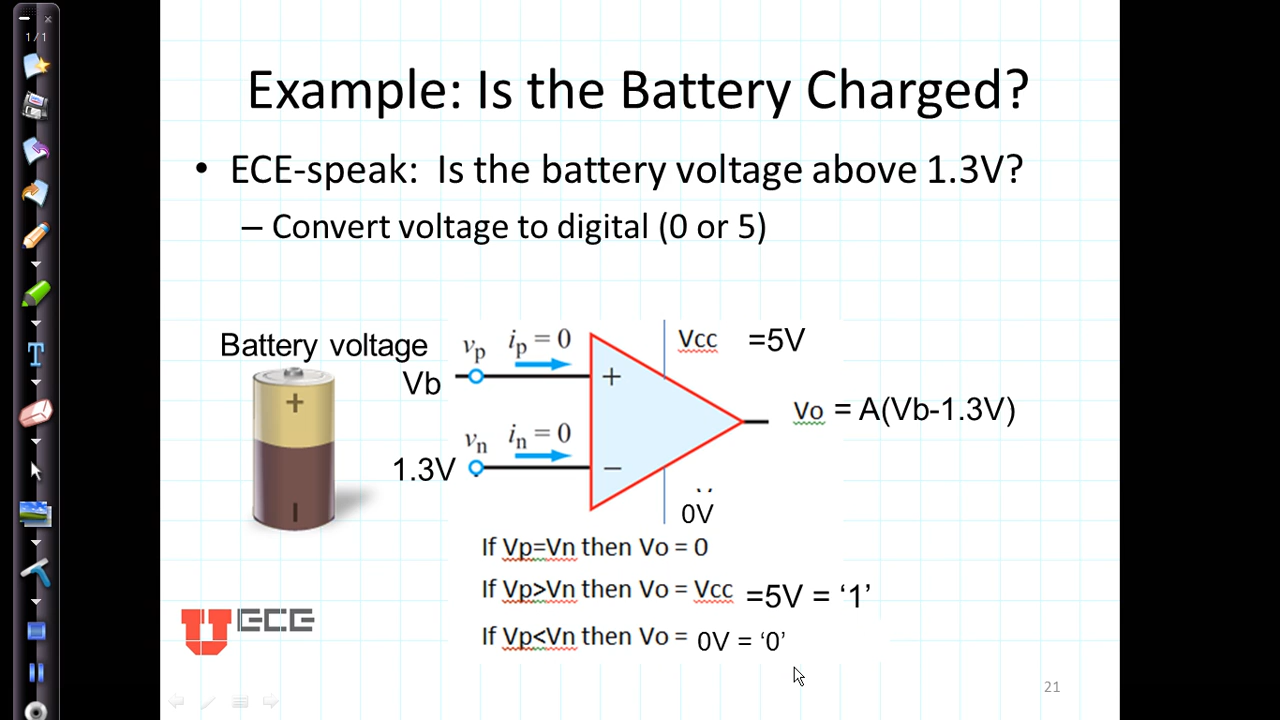 1/1
Example: Is the Battery Charged?
• ECE-speak: Is the battery voltage above 1.3V?
– Convert voltage to digital (0 or 5)
Battery voltage
vp
ip = 0
Vcc =5V
Vb
+
+
Vo = A(Vb-1.3V)
vn
in = 0
1.3V
–
0V
If Vp=Vn then Vo = 0
If Vp>Vn then Vo = Vcc =5V = ‘1’
If Vp<Vn then Vo = 0V = ‘0’
U ECE
21
T